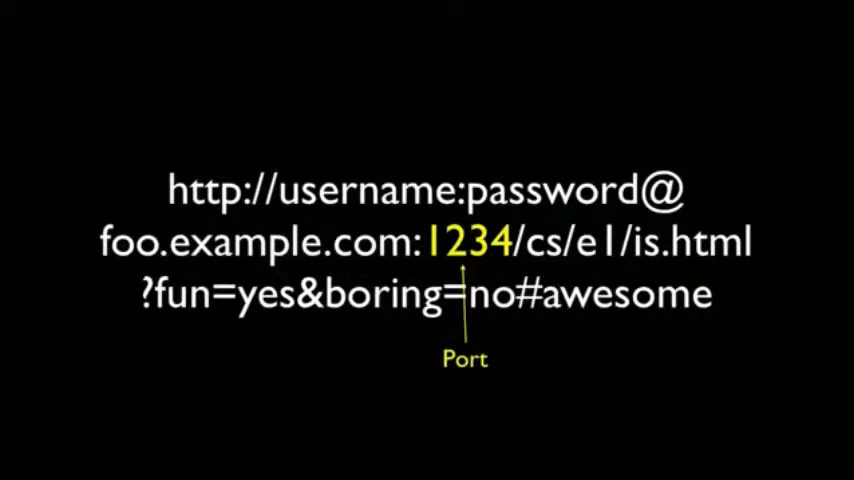 http://username:password@
foo.example.com:1234/cs/e1/is.html
?fun=yes&boring=no#awesome
Port